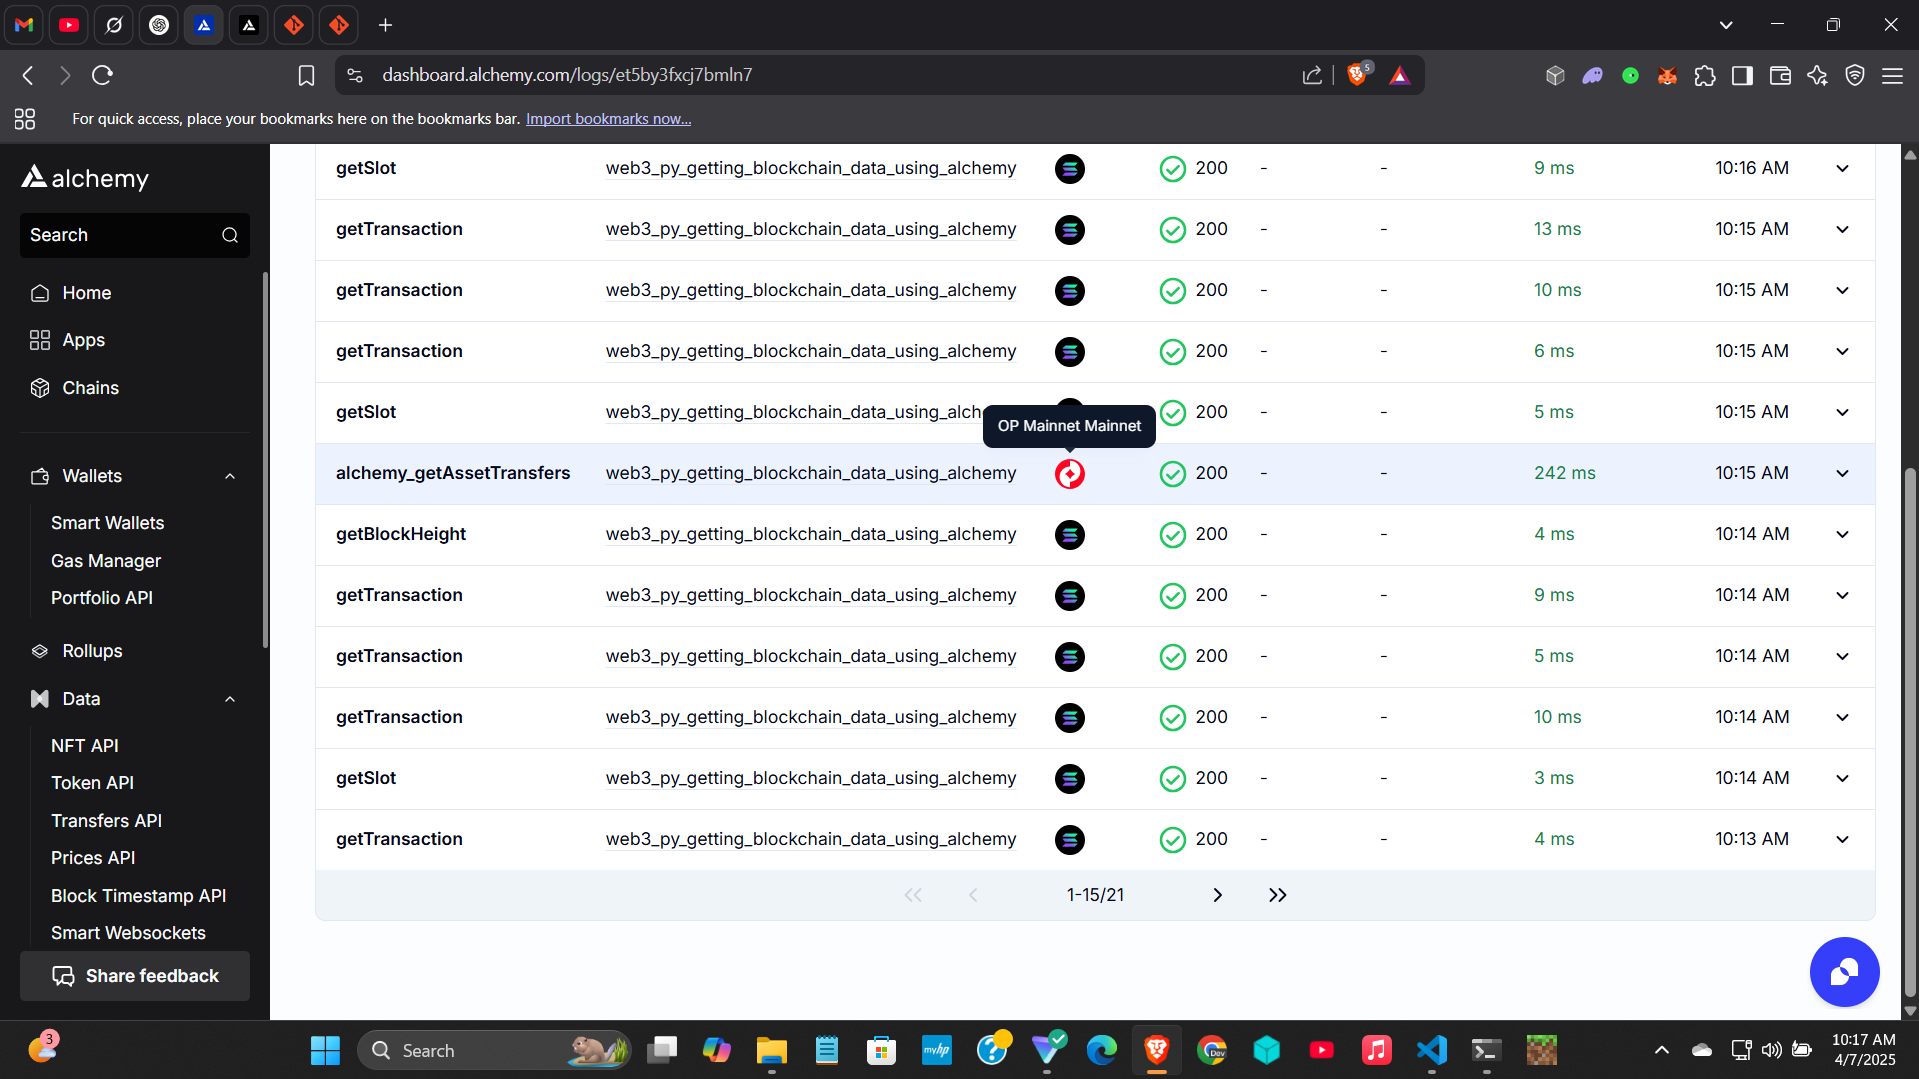 dashboard.alchemy.com/logs/et5by3fxcj7bmln7
5
For quick access, place your bookmarks here on the bookmarks bar. Import bookmarks now...
alchemy
Search
Home
Apps
Chains
Wallets
Smart Wallets
Gas Manager
Portfolio API
Rollups
Data
NFT API
Token API
Transfers API
Prices API
Block Timestamp API
Smart Websockets
Share feedback
getSlot web3_py_getting_blockchain_data_using_alchemy 200 - - 9 ms 10:16 AM
getTransaction web3_py_getting_blockchain_data_using_alchemy 200 - - 13 ms 10:15 AM
getTransaction web3_py_getting_blockchain_data_using_alchemy 200 - - 10 ms 10:15 AM
getTransaction web3_py_getting_blockchain_data_using_alchemy 200 - - 6 ms 10:15 AM
getSlot web3_py_getting_blockchain_data_using_alche 200 - - 5 ms 10:15 AM
OP Mainnet Mainnet
alchemy_getAssetTransfers web3_py_getting_blockchain_data_using_alchemy 200 - - 242 ms 10:15 AM
getBlockHeight web3_py_getting_blockchain_data_using_alchemy 200 - - 4 ms 10:14 AM
getTransaction web3_py_getting_blockchain_data_using_alchemy 200 - - 9 ms 10:14 AM
getTransaction web3_py_getting_blockchain_data_using_alchemy 200 - - 5 ms 10:14 AM
getTransaction web3_py_getting_blockchain_data_using_alchemy 200 - - 10 ms 10:14 AM
getSlot web3_py_getting_blockchain_data_using_alchemy 200 - - 3 ms 10:14 AM
getTransaction web3_py_getting_blockchain_data_using_alchemy 200 - - 4 ms 10:13 AM
1-15/21
3
Search
myhp
Dev
10:17 AM
4/7/2025